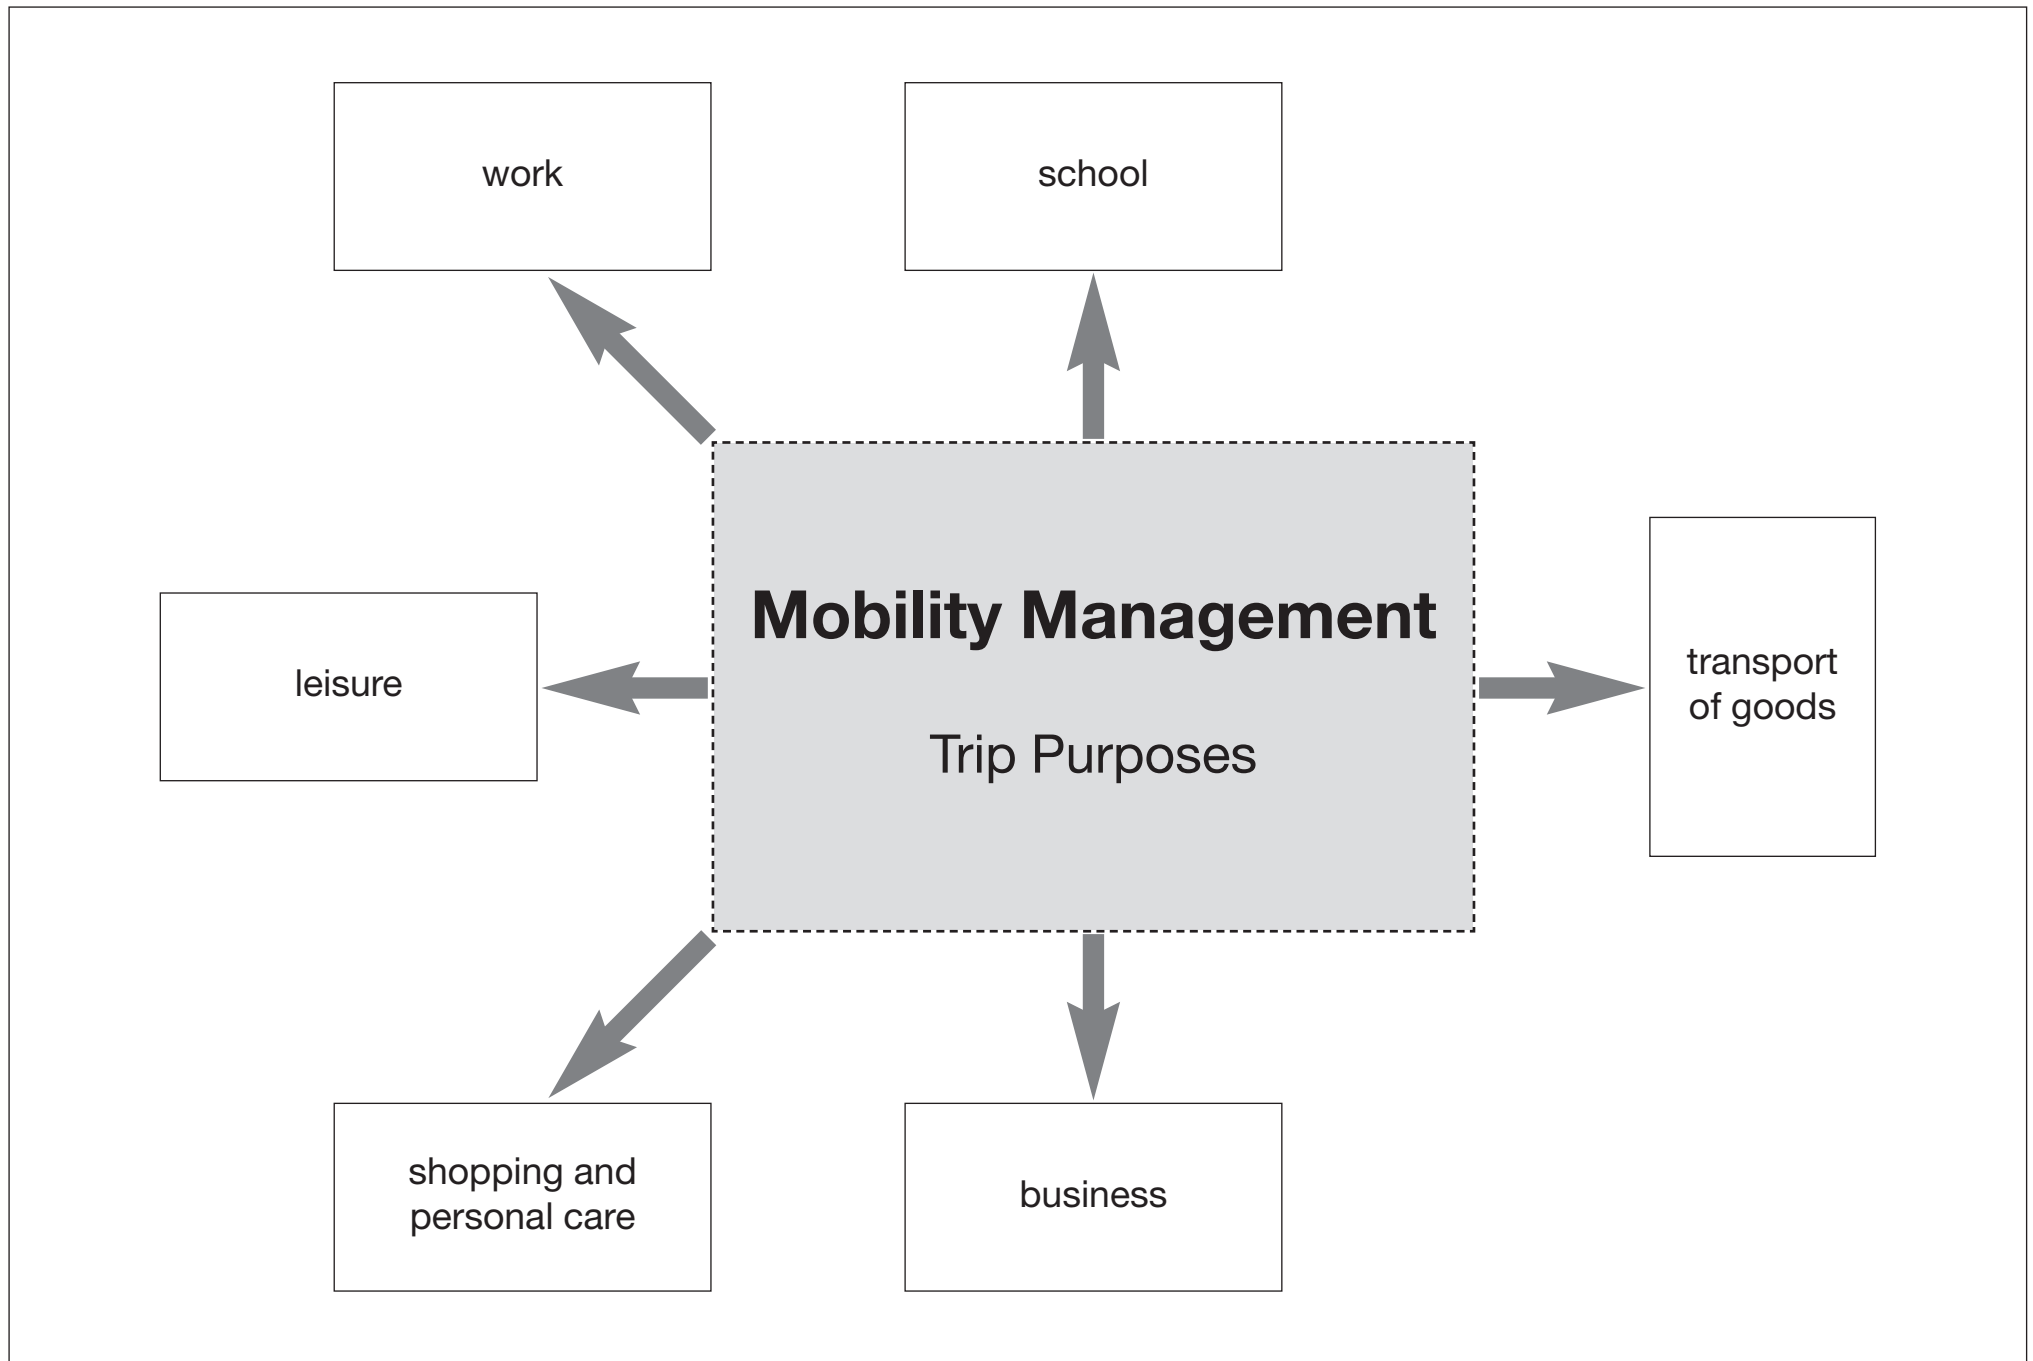 work
school
Mobility Management
Trip Purposes
leisure
transport
of goods
shopping and
personal care
business